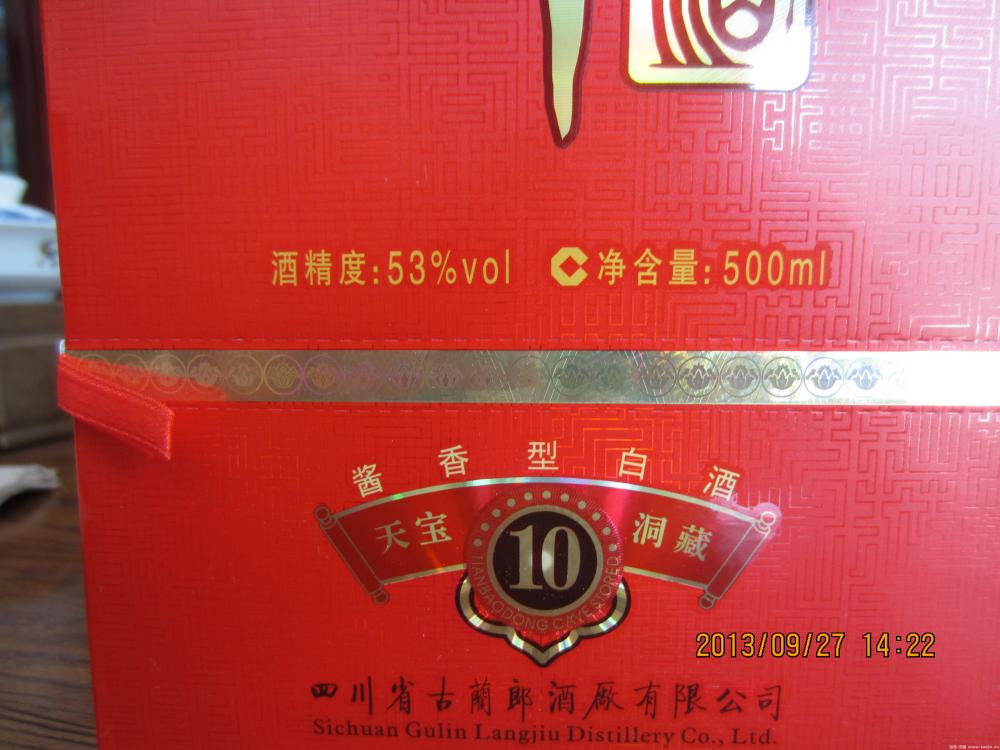 酒精度:53%vol 净含量:500ml
酱香型白酒
天宝 10 洞藏
TIANBAODONG CAVE STORED
2013/09/27 14:22
四川省古蔺郎酒厂有限公司
Sichuan Gulin Langjiu Distillery Co., Ltd.